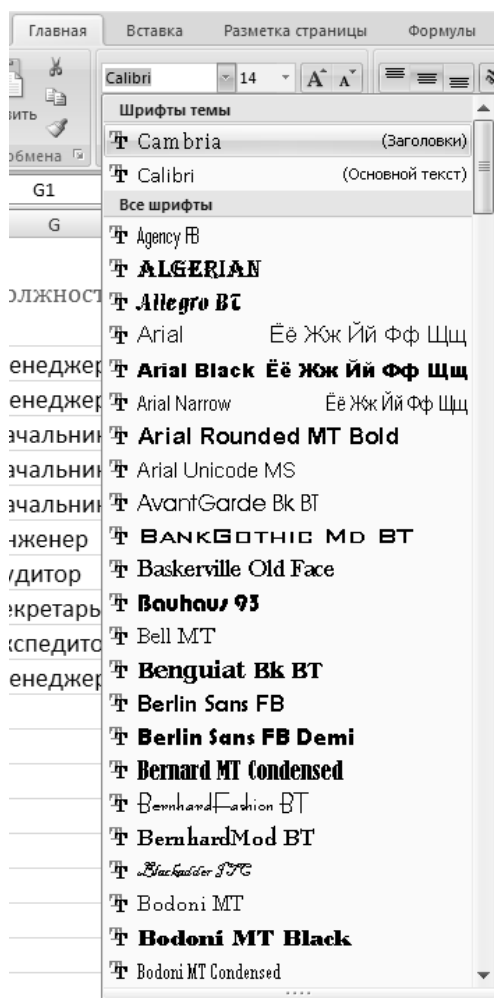 Главная Вставка Разметка страницы Формулы
Calibri 14 A A
вить
обмена
Шрифты темы
Cambria (Заголовки)
G1
Calibri (Основной текст)
G
Все шрифты
Agency FB
ALGERIAN
олжност
Allegro BT
Arial Ёё Жж Йй Фф Щщ
енеджер
Arial Black Ёё Жж Йй Фф Щщ
енеджер
Arial Narrow Ёё Жж Йй Фф Щщ
ачальник
Arial Rounded MT Bold
ачальник
Arial Unicode MS
ачальник
AvantGarde Bk BT
нженер
BankGothic Md BT
удитор
Baskerville Old Face
екретарь
Bauhaus 93
кспедито
Bell MT
енеджер
Benguiat Bk BT
Berlin Sans FB
Berlin Sans FB Demi
Bernard MT Condensed
BernhardFashion BT
BernhardMod BT
Blackadder ITC
Bodoni MT
Bodoni MT Black
Bodoni MT Condensed